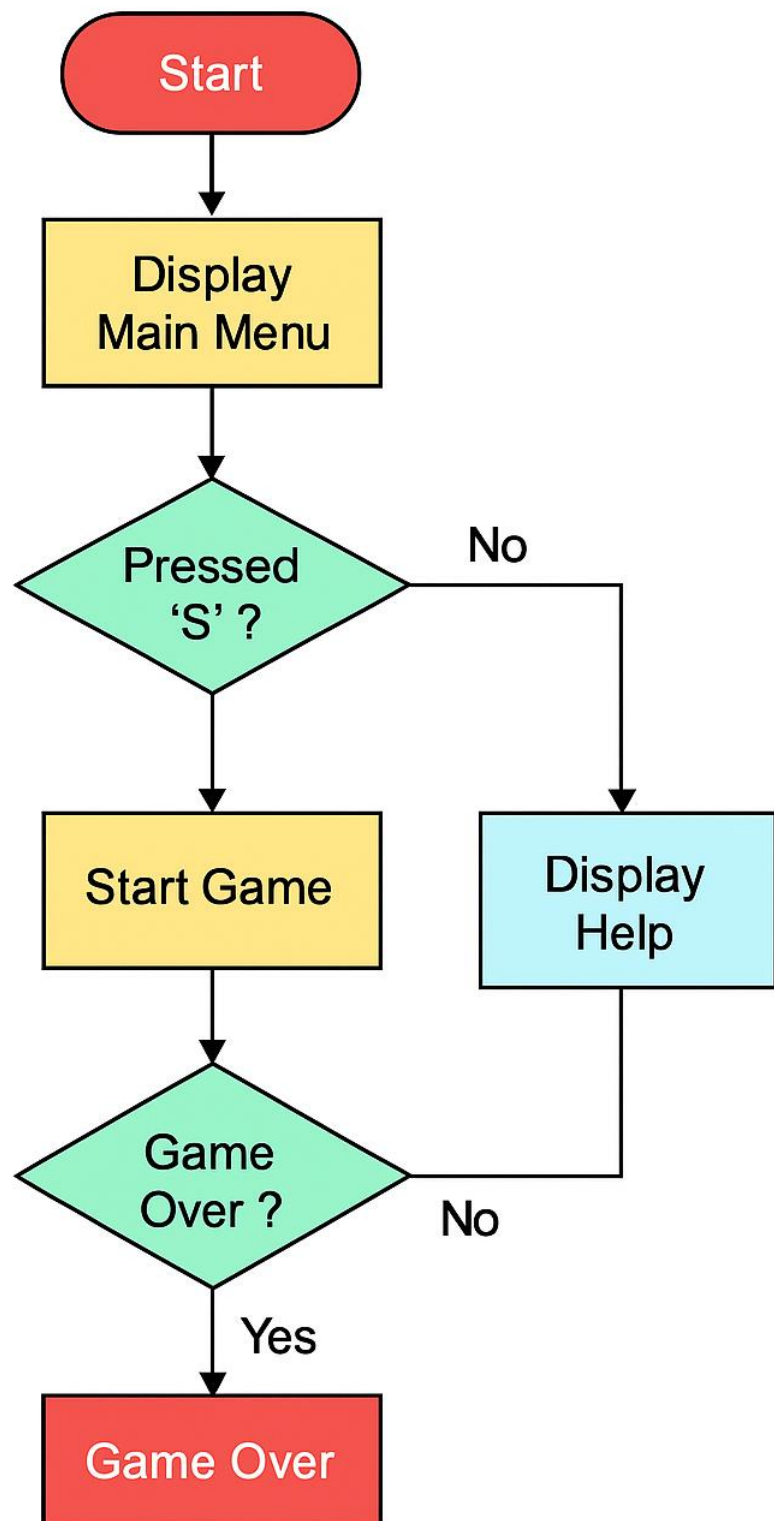 Start
Display
Main Menu
Pressed
‘S’ ?
No
Start Game
Display
Help
Game
Over ?
No
Yes
Game Over